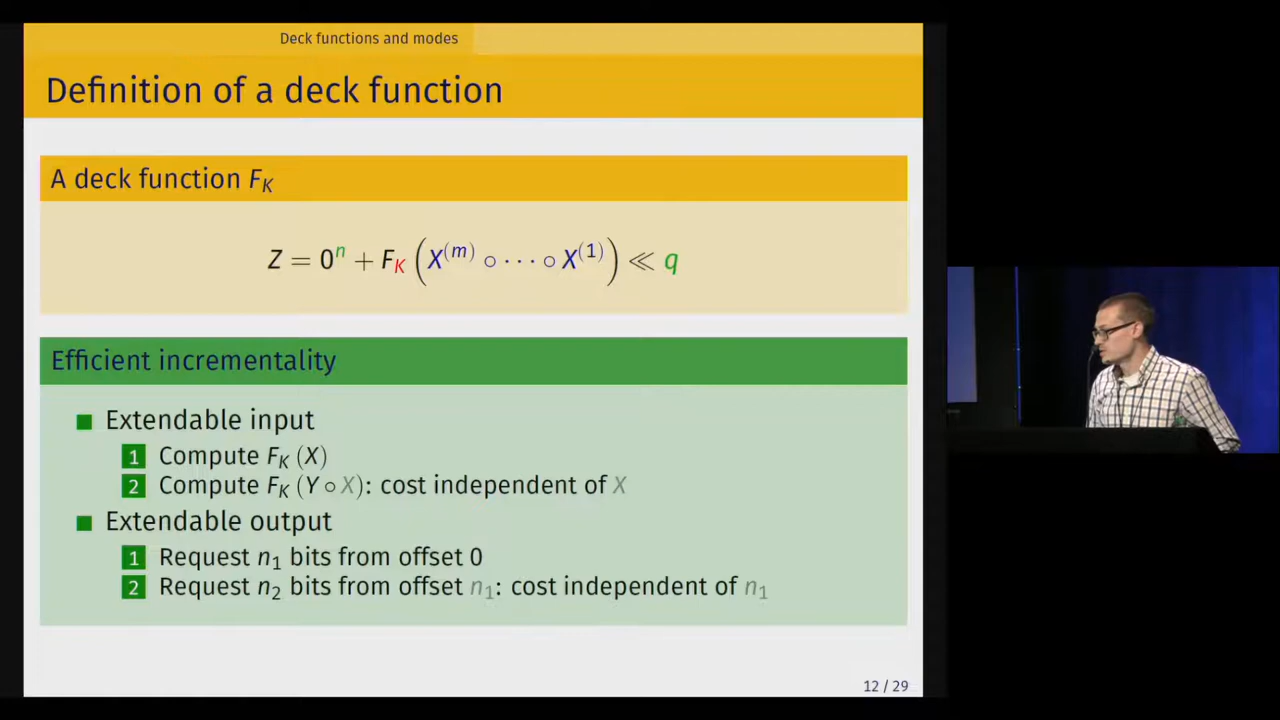 Deck functions and modes
Definition of a deck function
A deck function F_K
Z = 0^n + F_K (X^(m) ∘ ⋯ ∘ X^(1)) ≪ q
Efficient incrementality
Extendable input
1 Compute F_K (X)
2 Compute F_K (Y ∘ X): cost independent of X
Extendable output
1 Request n_1 bits from offset 0
2 Request n_2 bits from offset n_1: cost independent of n_1
12 / 29